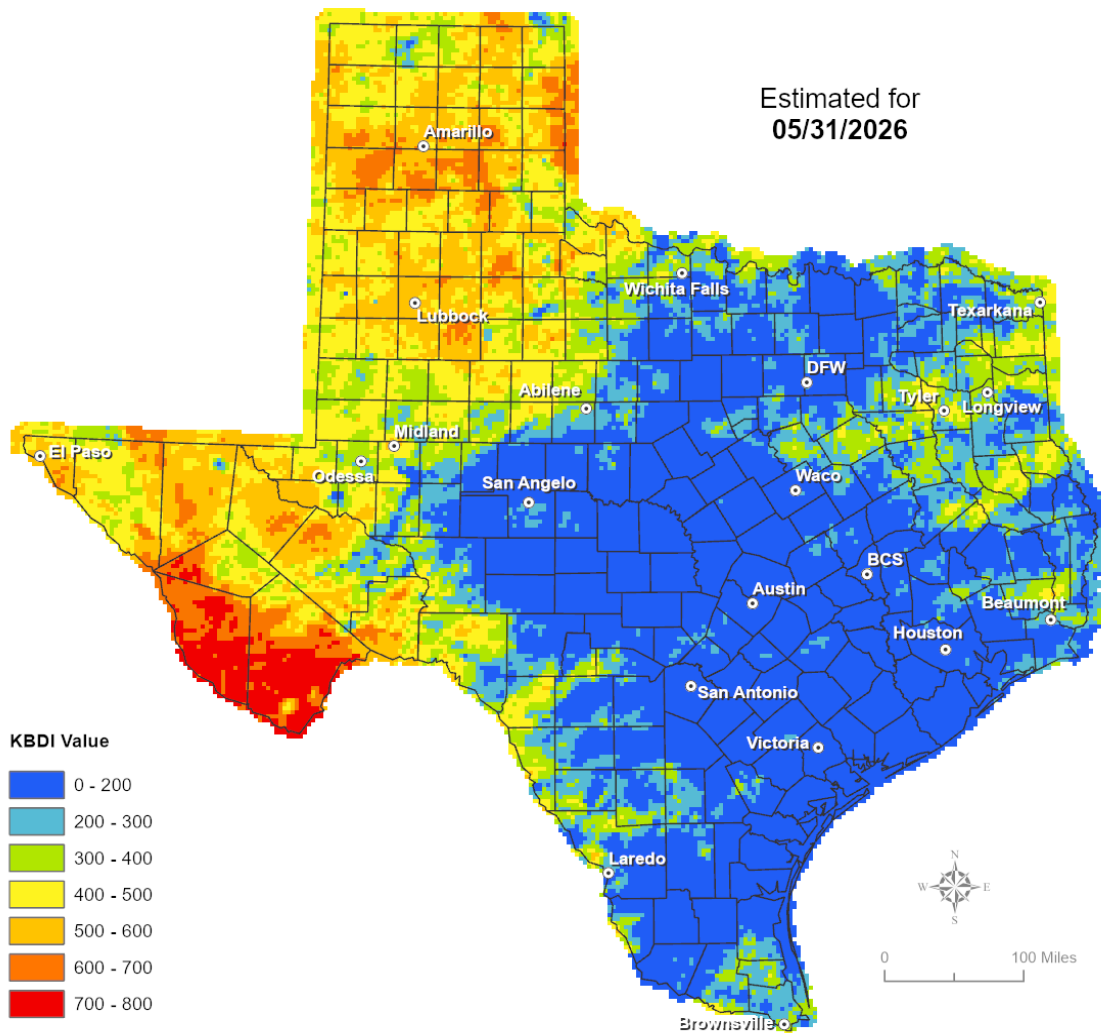 Estimated for
05/31/2026
Amarillo
Wichita Falls
Lubbock
Texarkana
DFW
Abilene
Tyler
Longview
Midland
El Paso
Odessa
San Angelo
Waco
BCS
Austin
Beaumont
Houston
San Antonio
Victoria
KBDI Value
0 - 200
200 - 300
300 - 400
400 - 500
500 - 600
600 - 700
700 - 800
Laredo
N
W E
S
0 100 Miles
Brownsville